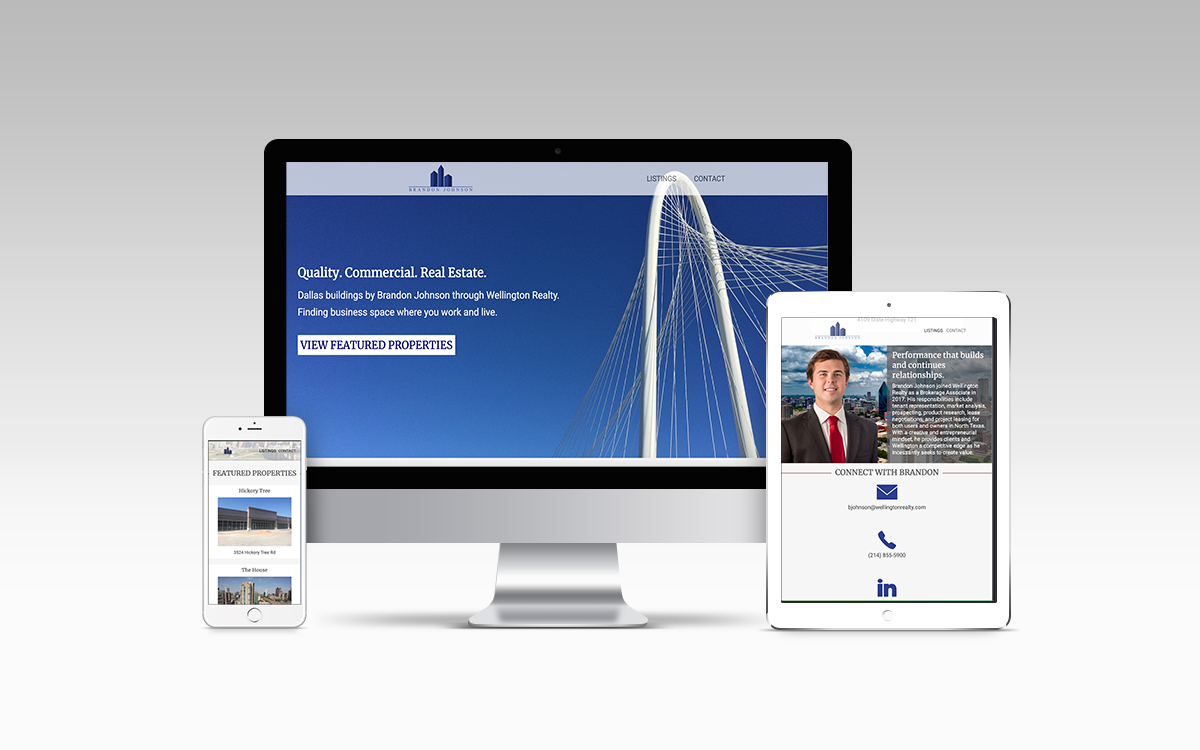 BRANDON JOHNSON
LISTINGS CONTACT
Quality. Commercial. Real Estate.
Dallas buildings by Brandon Johnson through Wellington Realty.
Finding business space where you work and live.
VIEW FEATURED PROPERTIES
LISTINGS CONTACT
FEATURED PROPERTIES
Hickory Tree
3524 Hickory Tree Rd
The House
4105 State Highway 121
BRANDON JOHNSON
LISTINGS CONTACT
Performance that builds
and continues
relationships.
Brandon Johnson joined Wellington
Realty as a Brokerage Associate in
2017. His responsibilities include
tenant representation, market analysis,
prospecting, product research, lease
negotiations, and project leasing for
both users and owners in North Texas.
With a creative and entrepreneurial
mindset, he provides clients and
Wellington a competitive edge as he
incessantly seeks to create value.
CONNECT WITH BRANDON
bjohnson@wellingtonrealty.com
(214) 855-5900
in